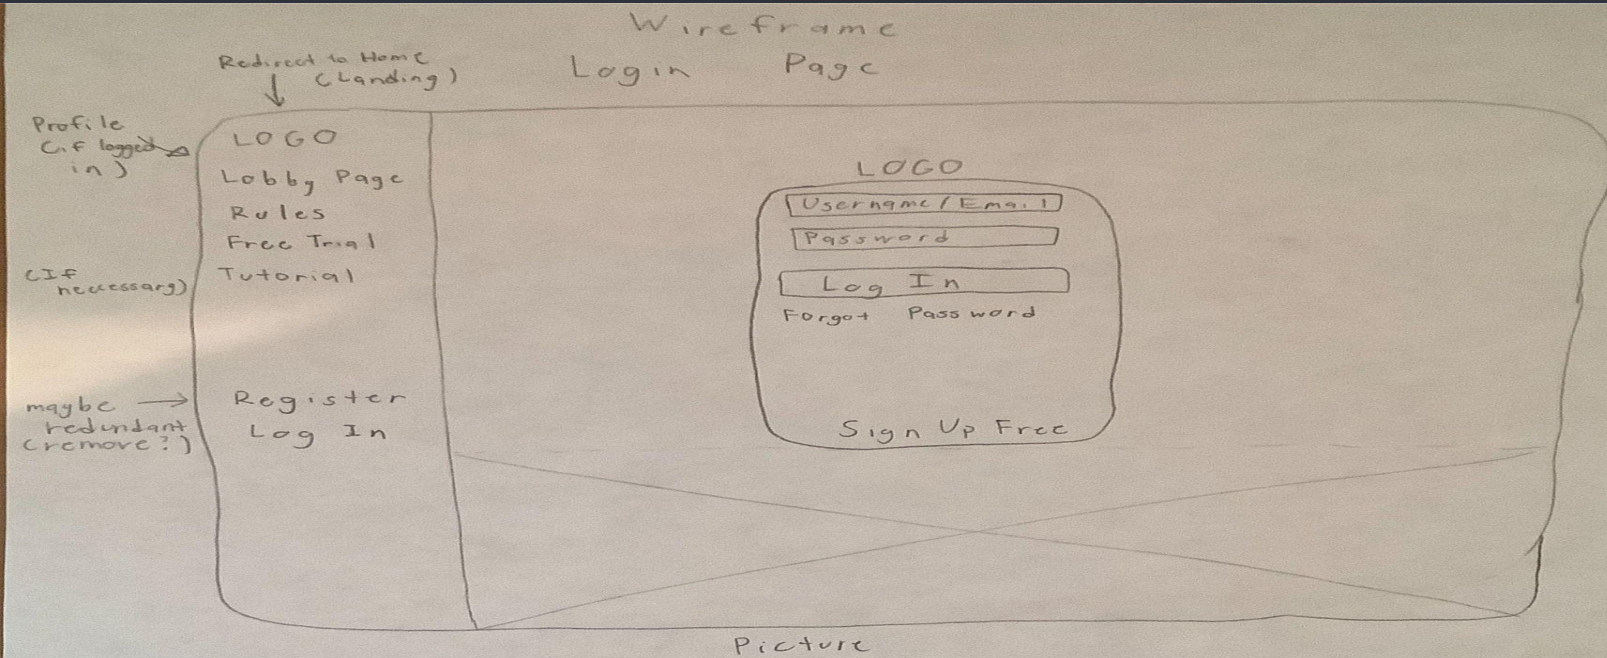 Wireframe
Login Page
Redirect to Home
(Landing)
Profile
(if logged
in)
LOGO
Lobby Page
Rules
Free Trial
(If
necessary)
Tutorial
maybe
redundant
(remove?)
Register
Log In
LOGO
Username/Email
Password
Log In
Forgot Password
Sign Up Free
Picture